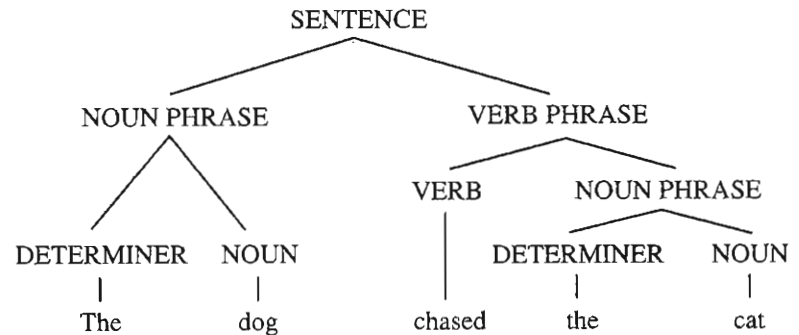 SENTENCE
NOUN PHRASE VERB PHRASE
VERB NOUN PHRASE
DETERMINER NOUN DETERMINER NOUN
The dog chased the cat